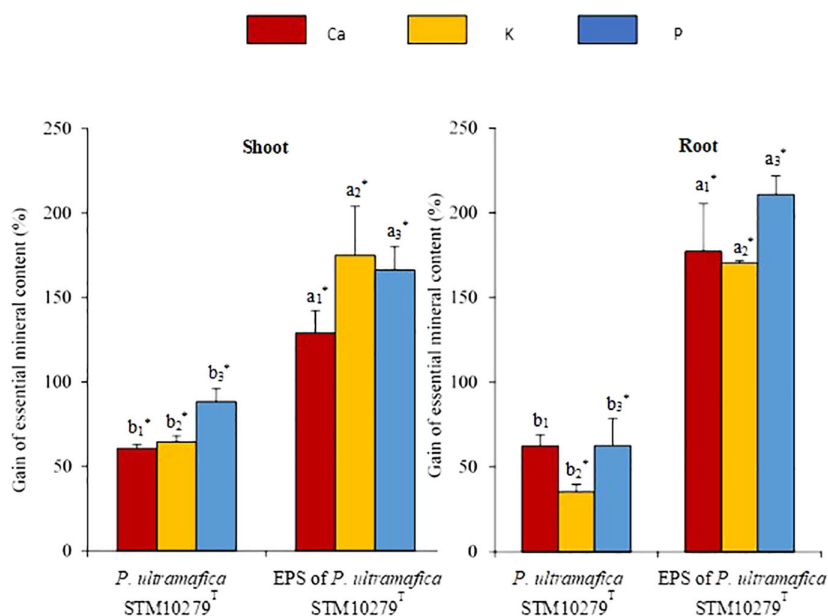 Ca K P
Shoot
Gain of essential mineral content (%)
250
200
150
100
50
0
b1*
b2*
b3*
a1*
a2*
a3*
P. ultramafica
STM10279T
EPS of P. ultramafica
STM10279T
Root
Gain of essential mineral content (%)
250
200
150
100
50
0
b1
b2*
b3*
a1*
a2*
a3*
P. ultramafica
STM10279T
EPS of P. ultramafica
STM10279T